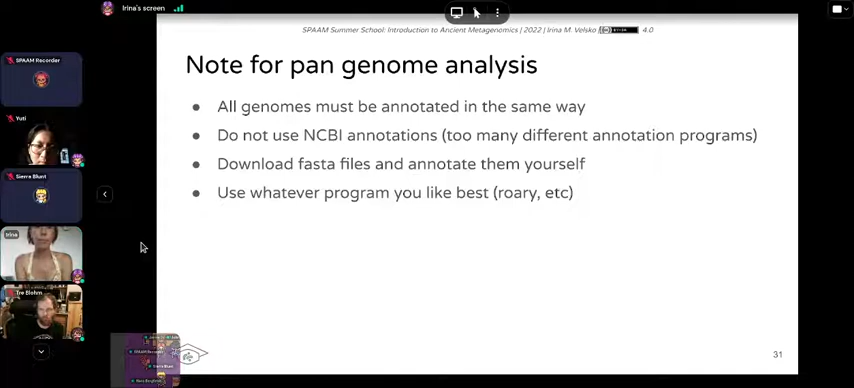 Irina's screen
SPAAM Summer School: Introduction to Ancient Metagenomics | 2022 | Irina M. Velsko 4.0
Note for pan genome analysis
● All genomes must be annotated in the same way
● Do not use NCBI annotations (too many different annotation programs)
● Download fasta files and annotate them yourself
● Use whatever program you like best (roary, etc)
31
SPAAM Recorder
Yuti
Sierra Blunt
Irina